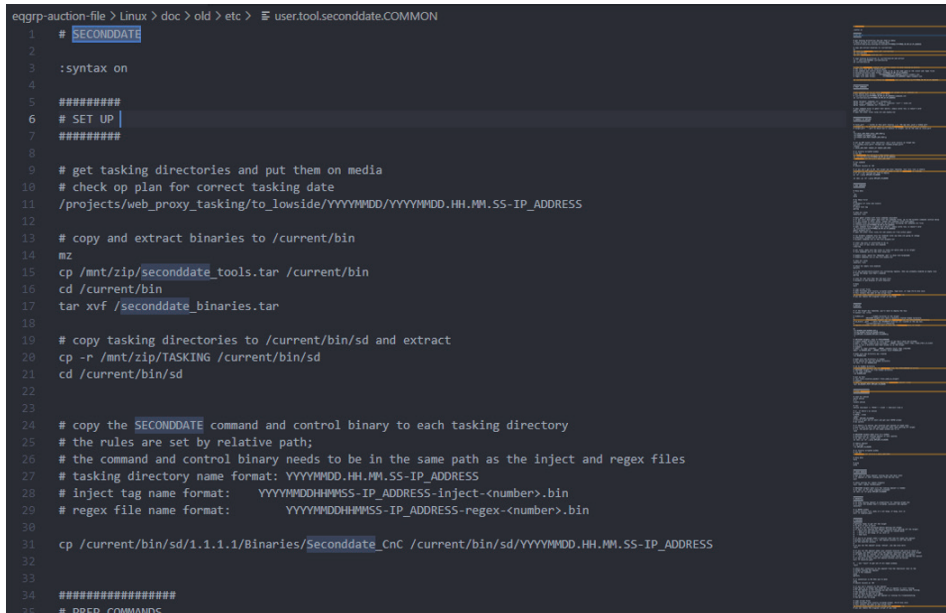 eqgrp-auction-file > Linux > doc > old > etc > user.tool.seconddate.COMMON
1 # SECONDDATE
2
3 :syntax on
4
5 #########
6 # SET UP
7 #########
8
9 # get tasking directories and put them on media
10 # check op plan for correct tasking date
11 /projects/web_proxy_tasking/to_lowside/YYYYMMDD/YYYYMMDD.HH.MM.SS-IP_ADDRESS
12
13 # copy and extract binaries to /current/bin
14 mz
15 cp /mnt/zip/seconddate_tools.tar /current/bin
16 cd /current/bin
17 tar xvf /seconddate_binaries.tar
18
19 # copy tasking directories to /current/bin/sd and extract
20 cp -r /mnt/zip/TASKING /current/bin/sd
21 cd /current/bin/sd
22
23
24 # copy the SECONDDATE command and control binary to each tasking directory
25 # the rules are set by relative path;
26 # the command and control binary needs to be in the same path as the inject and regex files
27 # tasking directory name format: YYYYMMDD.HH.MM.SS-IP_ADDRESS
28 # inject tag name format: YYYYMMDDHHMMSS-IP_ADDRESS-inject-<number>.bin
29 # regex file name format: YYYYMMDDHHMMSS-IP_ADDRESS-regex-<number>.bin
30
31 cp /current/bin/sd/1.1.1.1/Binaries/Seconddate_CnC /current/bin/sd/YYYYMMDD.HH.MM.SS-IP_ADDRESS
32
33
34 #################
35 # PREP COMMANDS